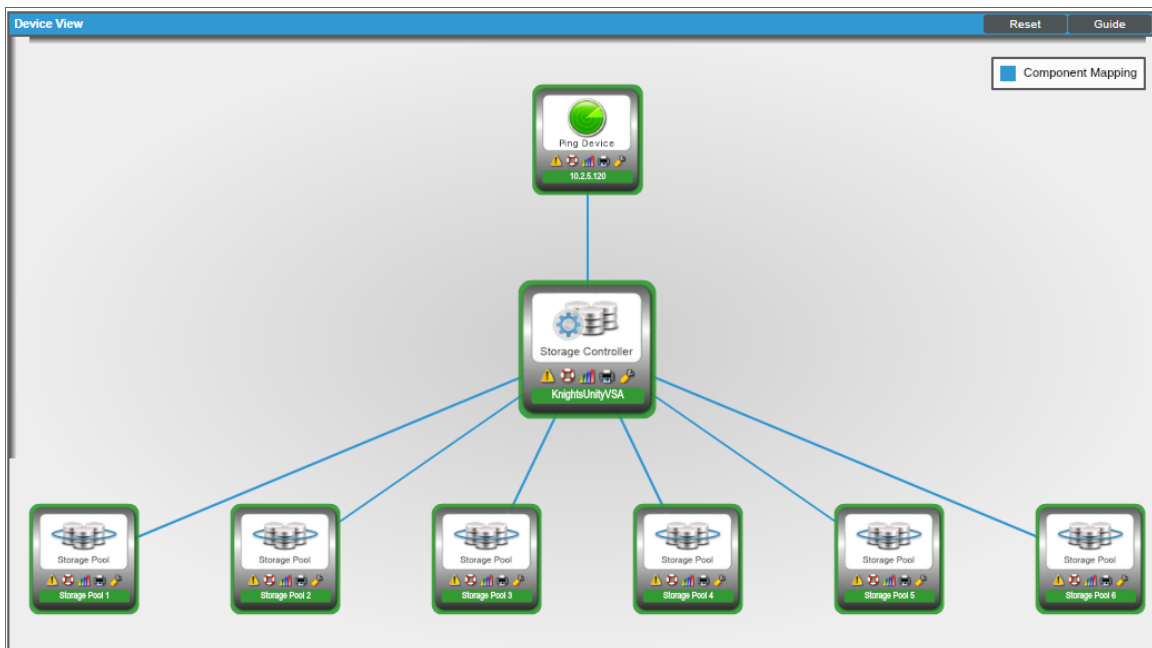 Device View
Reset
Guide
Component Mapping
Ping Device
10.2.5.120
Storage Controller
KnightsUnityVSA
Storage Pool
Storage Pool 1
Storage Pool
Storage Pool 2
Storage Pool
Storage Pool 3
Storage Pool
Storage Pool 4
Storage Pool
Storage Pool 5
Storage Pool
Storage Pool 6